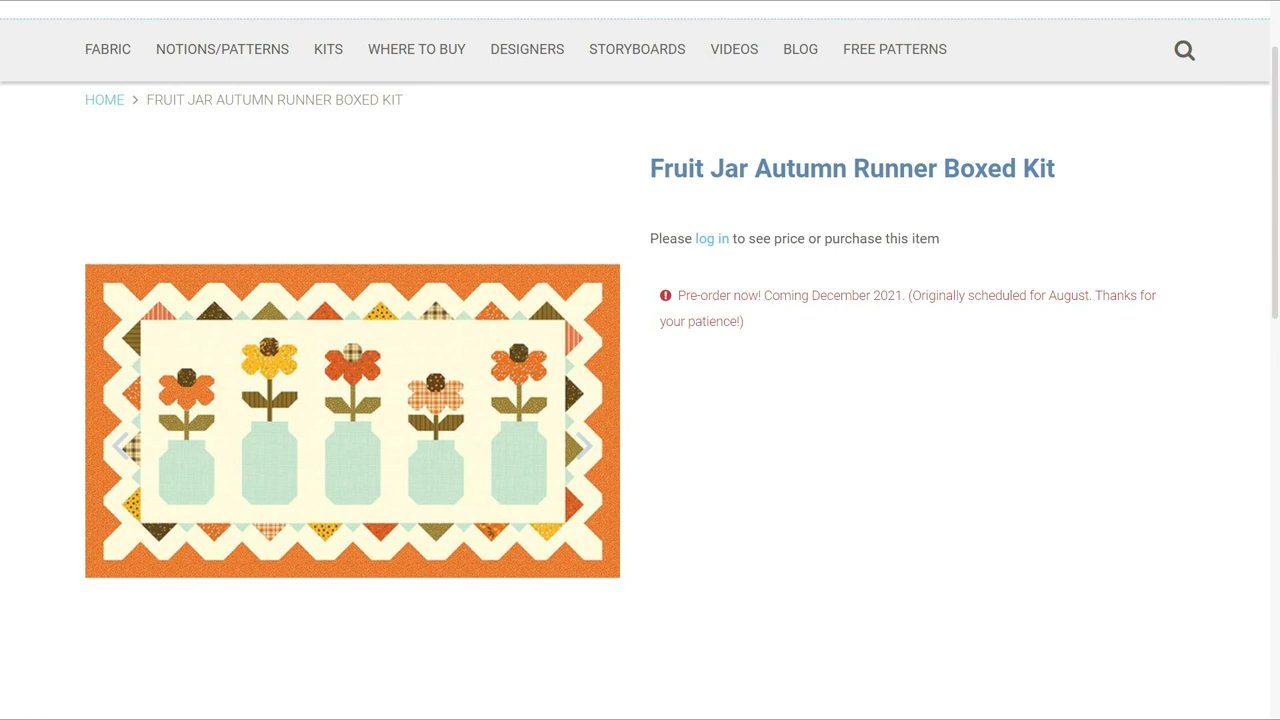 FABRIC NOTIONS/PATTERNS KITS WHERE TO BUY DESIGNERS STORYBOARDS VIDEOS BLOG FREE PATTERNS
HOME > FRUIT JAR AUTUMN RUNNER BOXED KIT
Fruit Jar Autumn Runner Boxed Kit
Please log in to see price or purchase this item
Pre-order now! Coming December 2021. (Originally scheduled for August. Thanks for
your patience!)